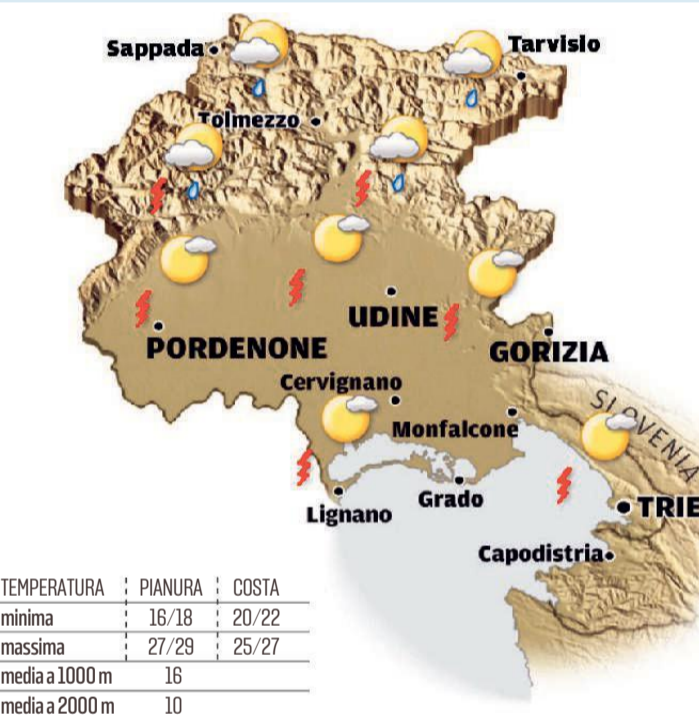 Sappada
Tarvisio
Tolmezzo
UDINE
PORDENONE
GORIZIA
Cervignano
SLOVENIA
Monfalcone
Grado
Lignano
TRIE
Capodistria
TEMPERATURA PIANURA COSTA
minima 16/18 20/22
massima 27/29 25/27
media a 1000 m 16
media a 2000 m 10